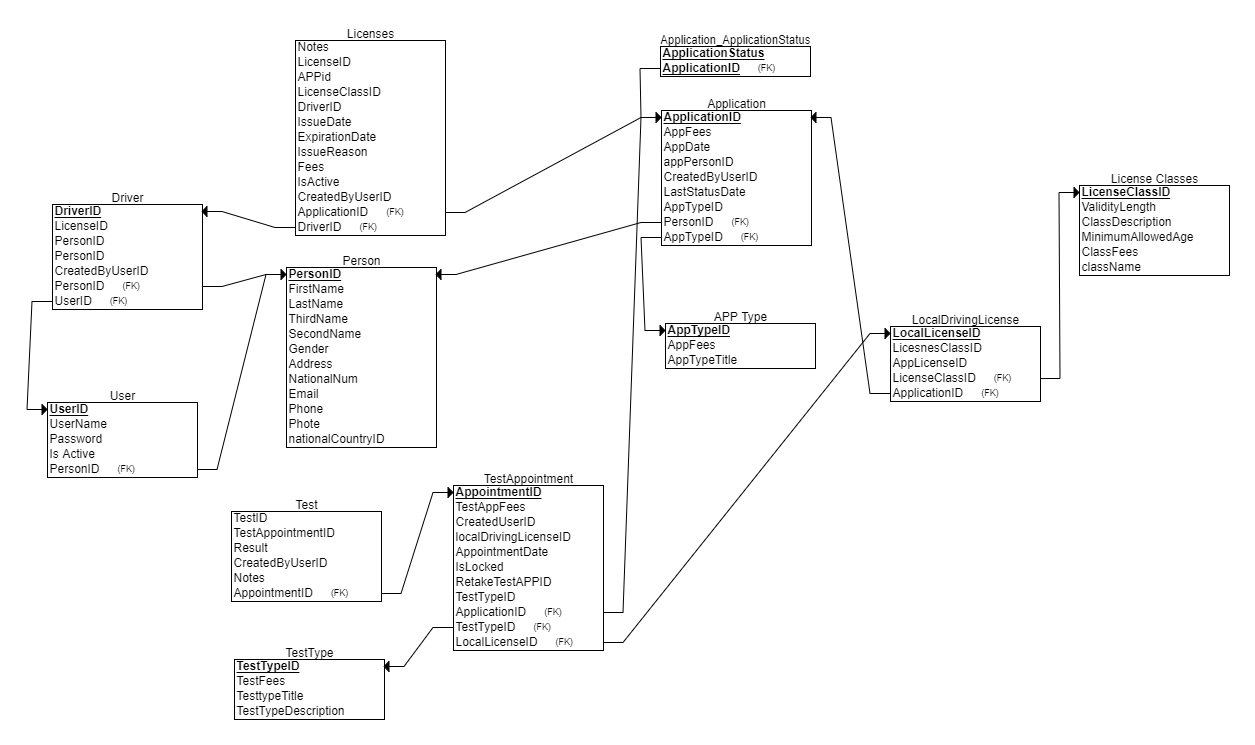 Licenses
Notes
LicenseID
APPid
LicenseClassID
DriverID
IssueDate
ExpirationDate
IssueReason
Fees
IsActive
CreatedByUserID
ApplicationID (FK)
DriverID (FK)
Application_ApplicationStatus
ApplicationStatus
ApplicationID (FK)
Application
ApplicationID
AppFees
AppDate
appPersonID
CreatedByUserID
LastStatusDate
AppTypeID
PersonID (FK)
AppTypeID (FK)
License Classes
LicenseClassID
ValidityLength
ClassDescription
MinimumAllowedAge
ClassFees
className
Driver
DriverID
LicenseID
PersonID
PersonID
CreatedByUserID
PersonID (FK)
UserID (FK)
Person
PersonID
FirstName
LastName
ThirdName
SecondName
Gender
Address
NationalNum
Email
Phone
Phote
nationalCountryID
APP Type
AppTypeID
AppFees
AppTypeTitle
LocalDrivingLicense
LocalLicenseID
LicesnesClassID
AppLicenseID
LicenseClassID (FK)
ApplicationID (FK)
User
UserID
UserName
Password
Is Active
PersonID (FK)
Test
TestID
TestAppointmentID
Result
CreatedByUserID
Notes
AppointmentID (FK)
TestAppointment
AppointmentID
TestAppFees
CreatedUserID
localDrivingLicenseID
AppointmentDate
IsLocked
RetakeTestAPPID
TestTypeID
ApplicationID (FK)
TestTypeID (FK)
LocalLicenseID (FK)
TestType
TestTypeID
TestFees
TesttypeTitle
TestTypeDescription